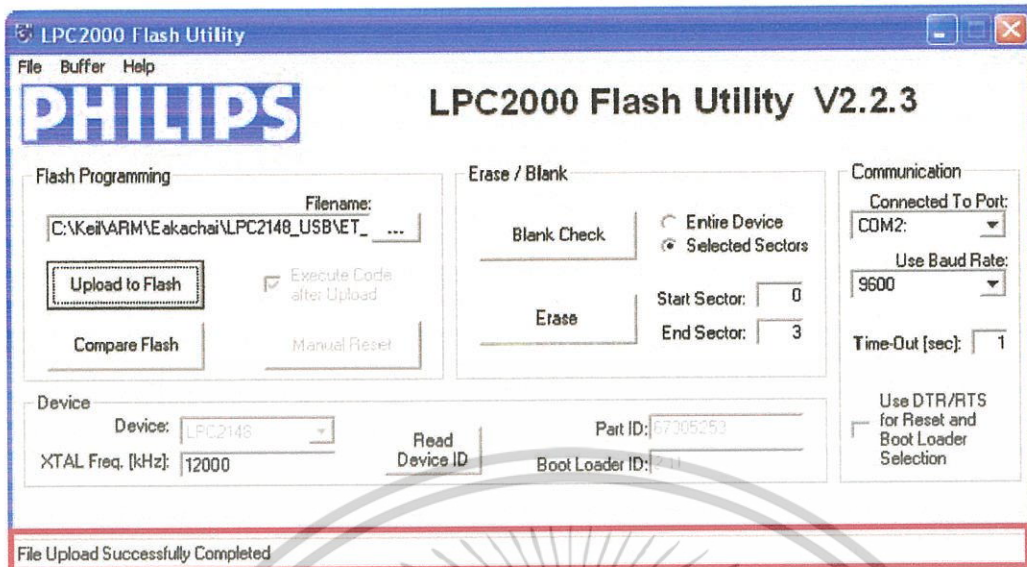 LPC2000 Flash Utility
File Buffer Help
PHILIPS
LPC2000 Flash Utility V2.2.3
Flash Programming
Filename:
C:\Keil\ARM\Eakachai\LPC2148_USB\ET_ ...
Upload to Flash
Execute Code
after Upload
Compare Flash
Manual Reset
Erase / Blank
Blank Check
Entire Device
Selected Sectors
Erase
Start Sector: 0
End Sector: 3
Communication
Connected To Port:
COM2:
Use Baud Rate:
9600
Time-Out [sec]: 1
Use DTR/RTS
for Reset and
Boot Loader
Selection
Device
Device: LPC2148
XTAL Freq. [kHz]: 12000
Read
Device ID
Part ID: 67305253
Boot Loader ID:
File Upload Successfully Completed